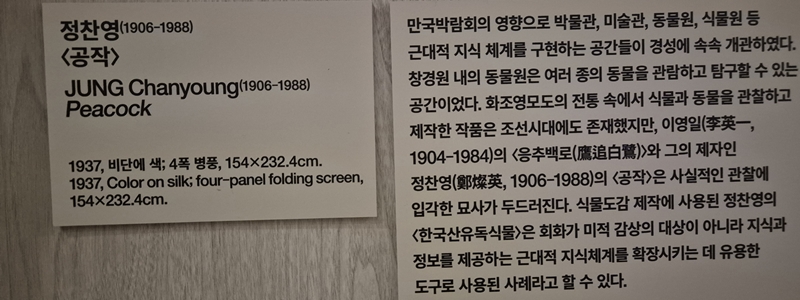 정찬영(1906-1988)
〈공작〉
JUNG Chanyoung(1906-1988)
Peacock
1937, 비단에 색; 4폭 병풍, 154×232.4cm.
1937, Color on silk; four-panel folding screen,
154×232.4cm.
만국박람회의 영향으로 박물관, 미술관, 동물원, 식물원 등
근대적 지식 체계를 구현하는 공간들이 경성에 속속 개관하였다.
창경원 내의 동물원은 여러 종의 동물을 관람하고 탐구할 수 있는
공간이었다. 화조영모도의 전통 속에서 식물과 동물을 관찰하고
제작한 작품은 조선시대에도 존재했지만, 이영일(李英一,
1904-1984)의 〈응추백로(鷹追白鷺)〉와 그의 제자인
정찬영(鄭燦英, 1906-1988)의 〈공작〉은 사실적인 관찰에
입각한 묘사가 두드러진다. 식물도감 제작에 사용된 정찬영의
〈한국산유독식물〉은 회화가 미적 감상의 대상이 아니라 지식과
정보를 제공하는 근대적 지식체계를 확장시키는 데 유용한
도구로 사용된 사례라고 할 수 있다.